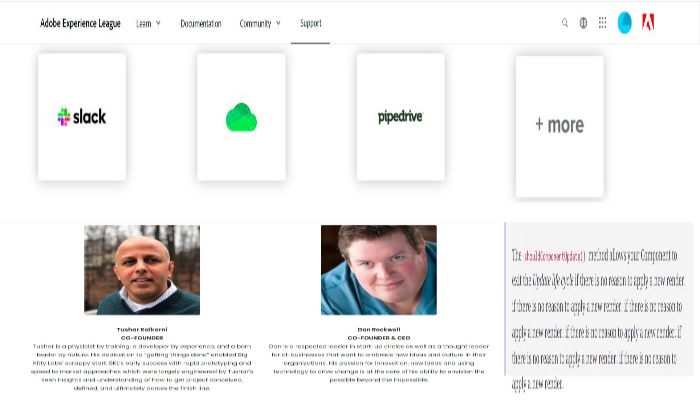 Adobe Experience League
Learn
Documentation
Community
Support
slack
pipedrive
+ more
Tushar Kolkarni
CO-FOUNDER
Tushar is a physicist by training, a developer by experience, and a born
leader by nature. His dedication to "getting things done" enabled Big
Kitty Labs' scrappy start. BKL's early success with rapid prototyping and
speed to market approaches which were largely engineered by Tushar's
keen insights and understanding of how to get project conceived,
defined, and ultimately across the finish line.
Dan Rockwell
CO-FOUNDER & CEO
Dan is a respected leader in start-up circles as well as a thought leader
for all businesses that want to embrace new ideas and culture in their
organizations. His passion for innovation, new ideas and using
technology to drive change is at the core of his ability to envision the
possible beyond the impossible.
The shouldComponentUpdate() method allows your Component to
exit the Update life cycle if there is no reason to apply a new render.
if there is no reason to apply a new render. if there is no reason to
apply a new render. if there is no reason to apply a new render. if
there is no reason to apply a new render. if there is no reason to
apply a new render.